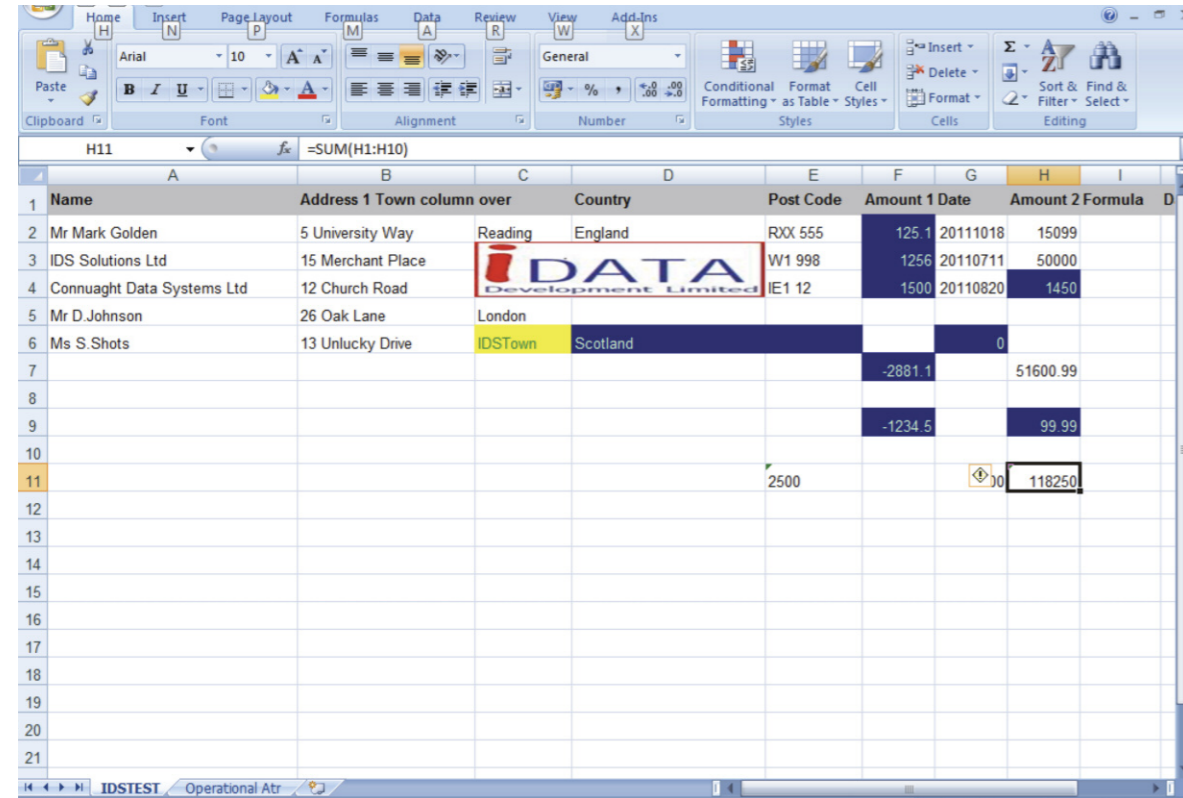 Home Insert Page Layout Formulas Data Review View Add-Ins
H N P M A R W X
Arial 10 A A General Insert Σ
Paste Delete
B I U A % , .0 .00 .00 .0 Conditional Format Cell Format Sort & Find &
Formatting as Table Styles Filter Select
Clipboard Font Alignment Number Styles Cells Editing
H11 fx =SUM(H1:H10)
A B C D E F G H I
1 Name Address 1 Town column over Country Post Code Amount 1 Date Amount 2 Formula D
2 Mr Mark Golden 5 University Way Reading England RXX 555 125.1 20111018 15099
3 IDS Solutions Ltd 15 Merchant Place iDATA W1 998 1256 20110711 50000
4 Connuaght Data Systems Ltd 12 Church Road Development Limited IE1 12 1500 20110820 1450
5 Mr D.Johnson 26 Oak Lane London
6 Ms S.Shots 13 Unlucky Drive IDSTown Scotland 0
7 -2881.1 51600.99
8
9 -1234.5 99.99
10
11 2500 00 118250
12
13
14
15
16
17
18
19
20
21
IDSTEST Operational Atr